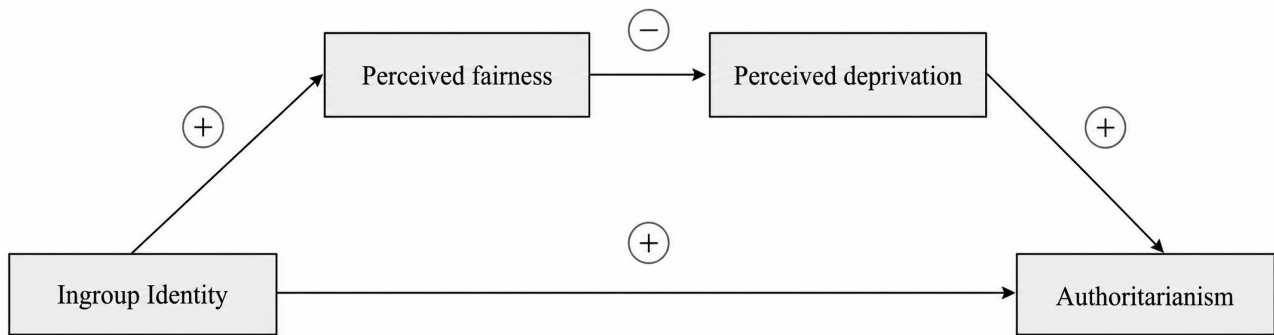 −
Perceived fairness
Perceived deprivation
+
+
+
Ingroup Identity
Authoritarianism